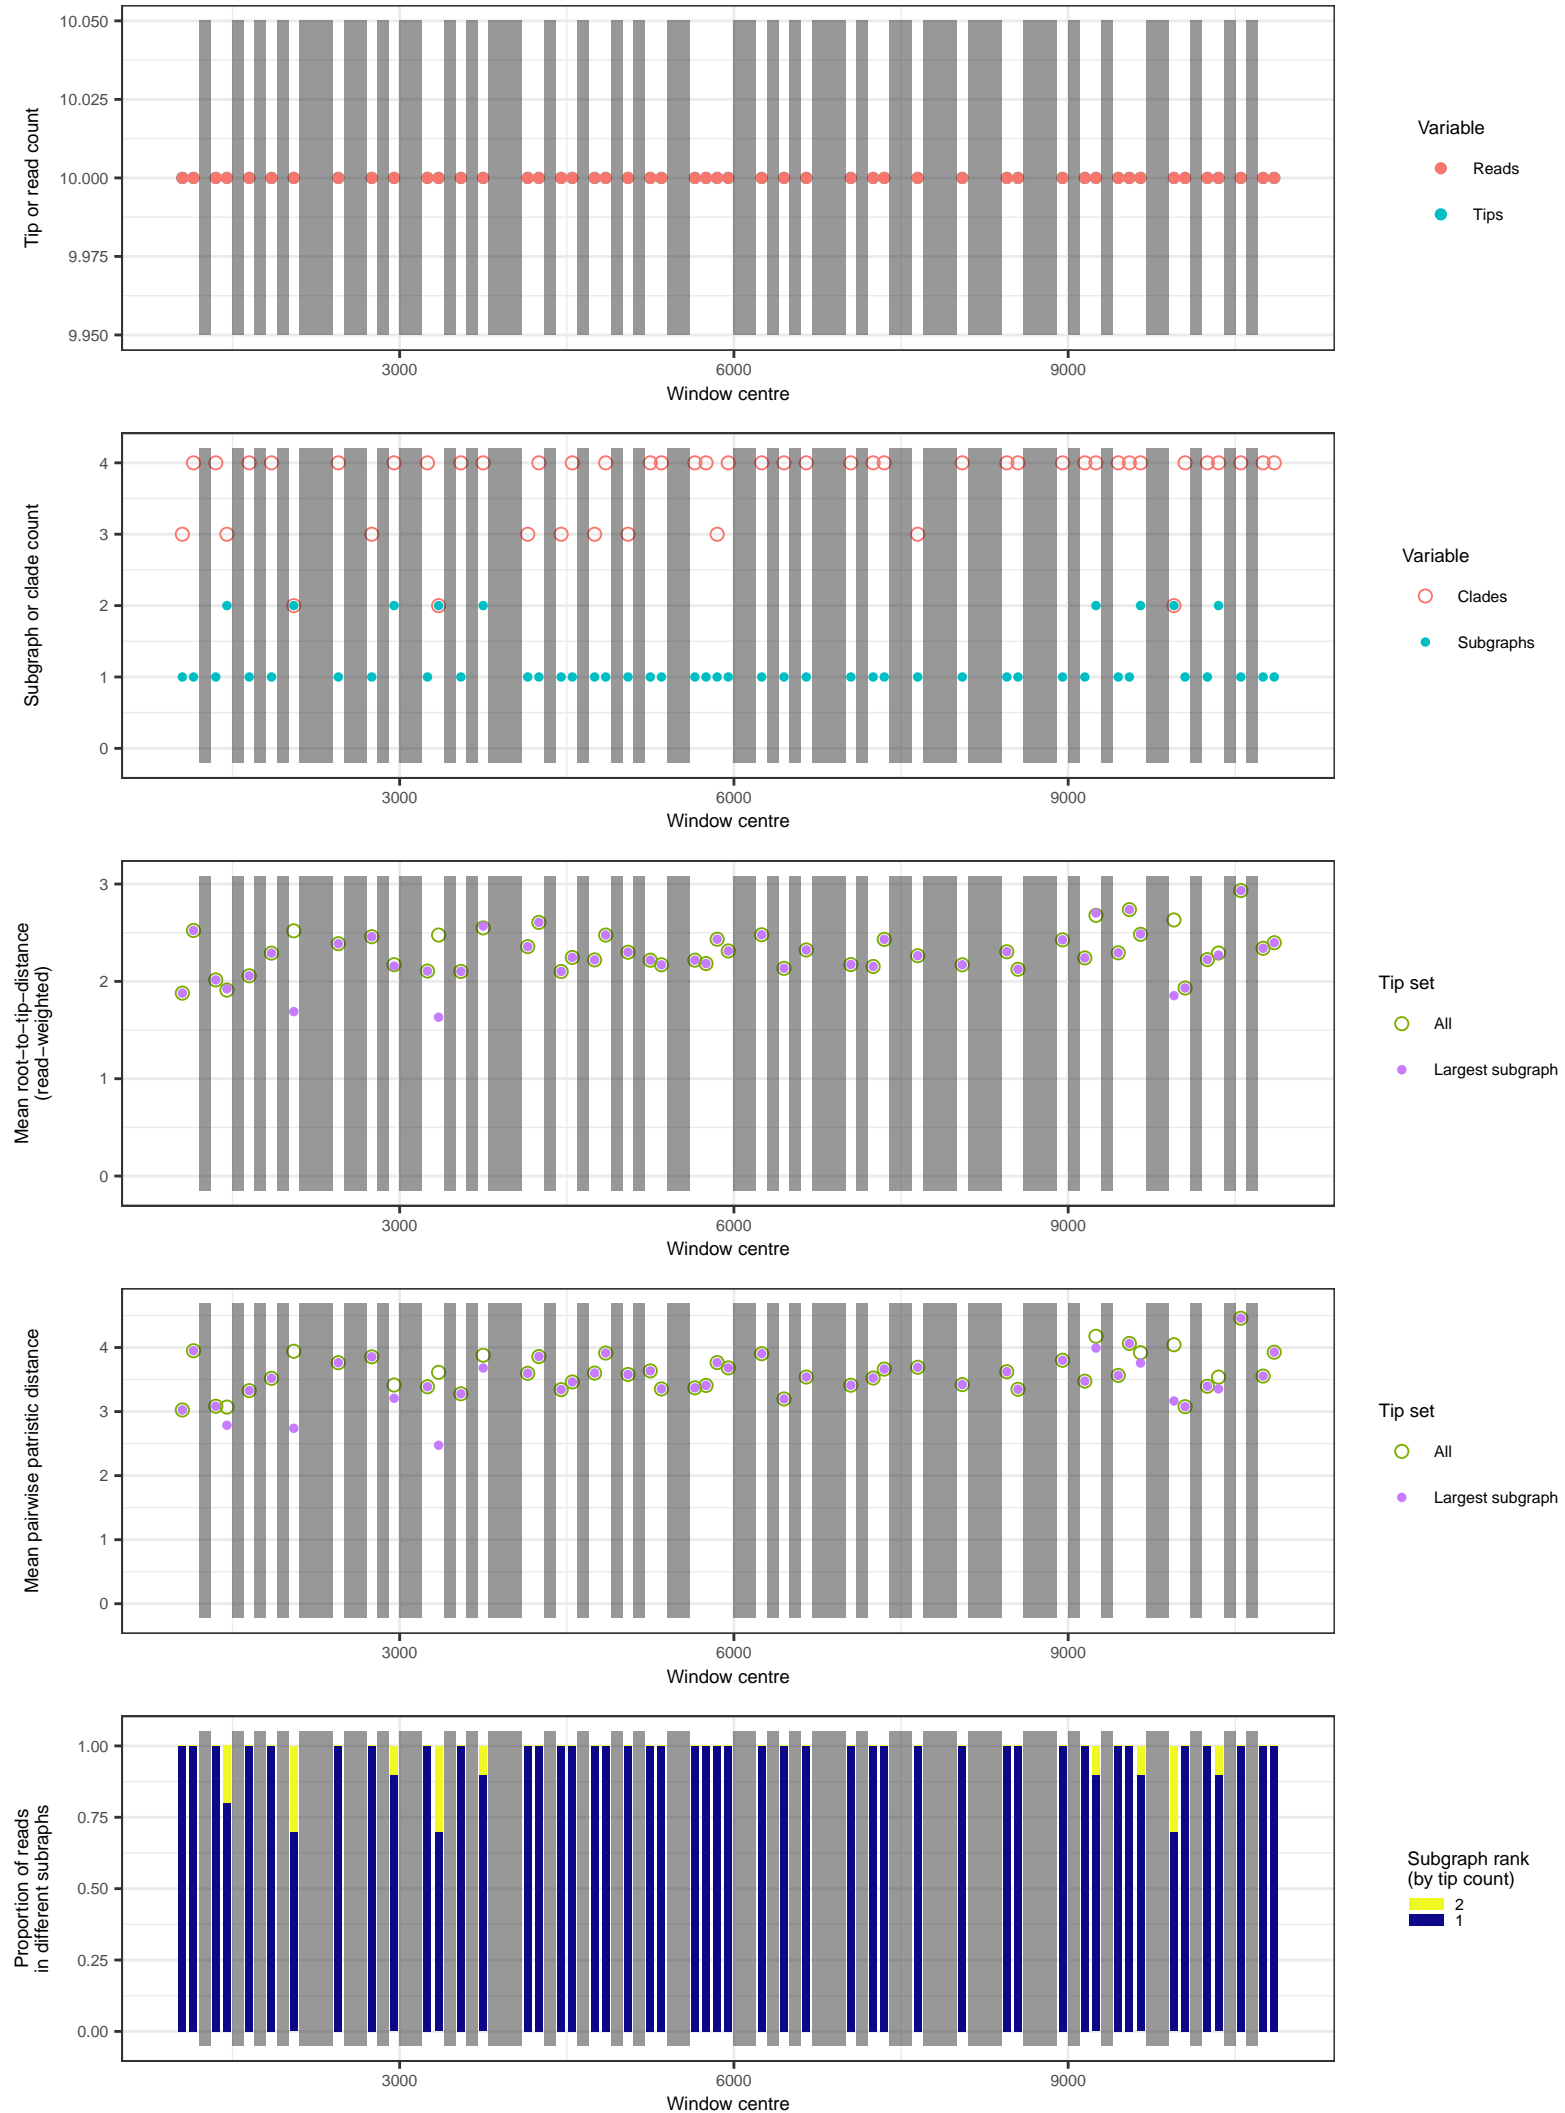 10.050
10.025
10.000
9.975
9.950
Tip or read count
3000
6000
9000
Window centre
Variable
Reads
Tips
4
3
2
1
0
Subgraph or clade count
3000
6000
9000
Window centre
Variable
Clades
Subgraphs
3
2
1
0
Mean root−to−tip−distance
(read−weighted)
3000
6000
9000
Window centre
Tip set
All
Largest subgraph
4
3
2
1
0
Mean pairwise patristic distance
3000
6000
9000
Window centre
Tip set
All
Largest subgraph
1.00
0.75
0.50
0.25
0.00
Proportion of reads
in different subraphs
3000
6000
9000
Window centre
Subgraph rank
(by tip count)
2
1